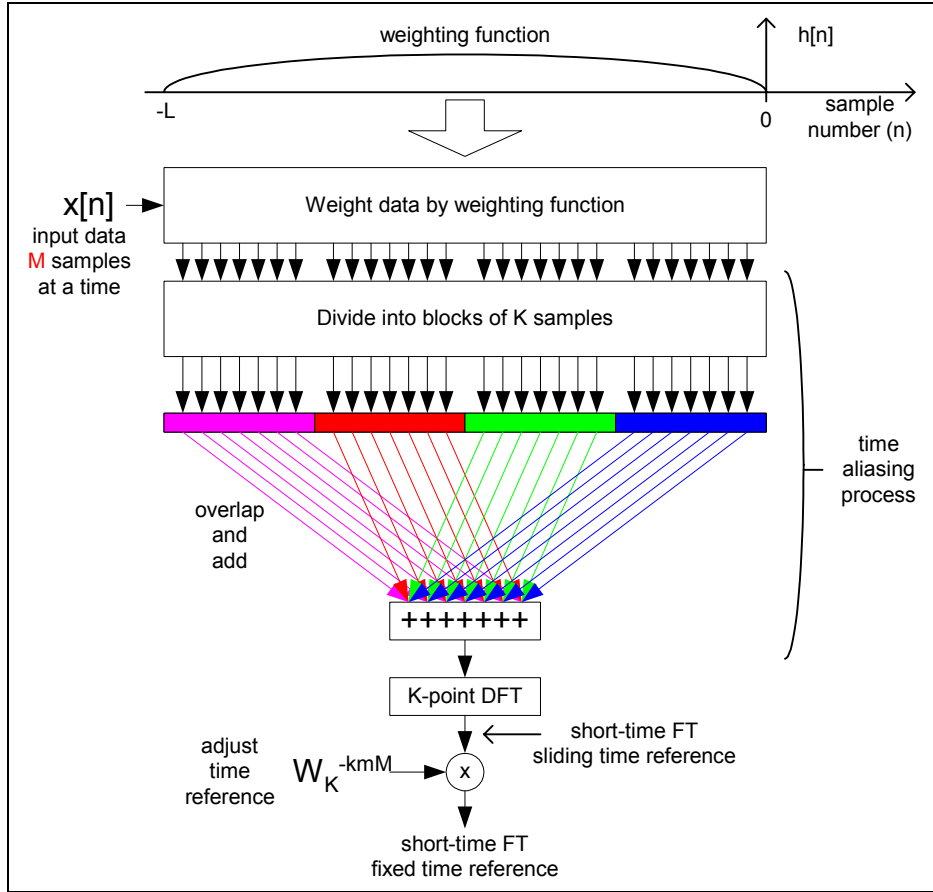 weighting function
h[n]
-L
0
sample
number (n)
x[n]
input data
M samples
at a time
Weight data by weighting function
Divide into blocks of K samples
time
aliasing
process
overlap
and
add
+++++++
K-point DFT
short-time FT
sliding time reference
adjust
time
reference
W_K^-kmM
x
short-time FT
fixed time reference